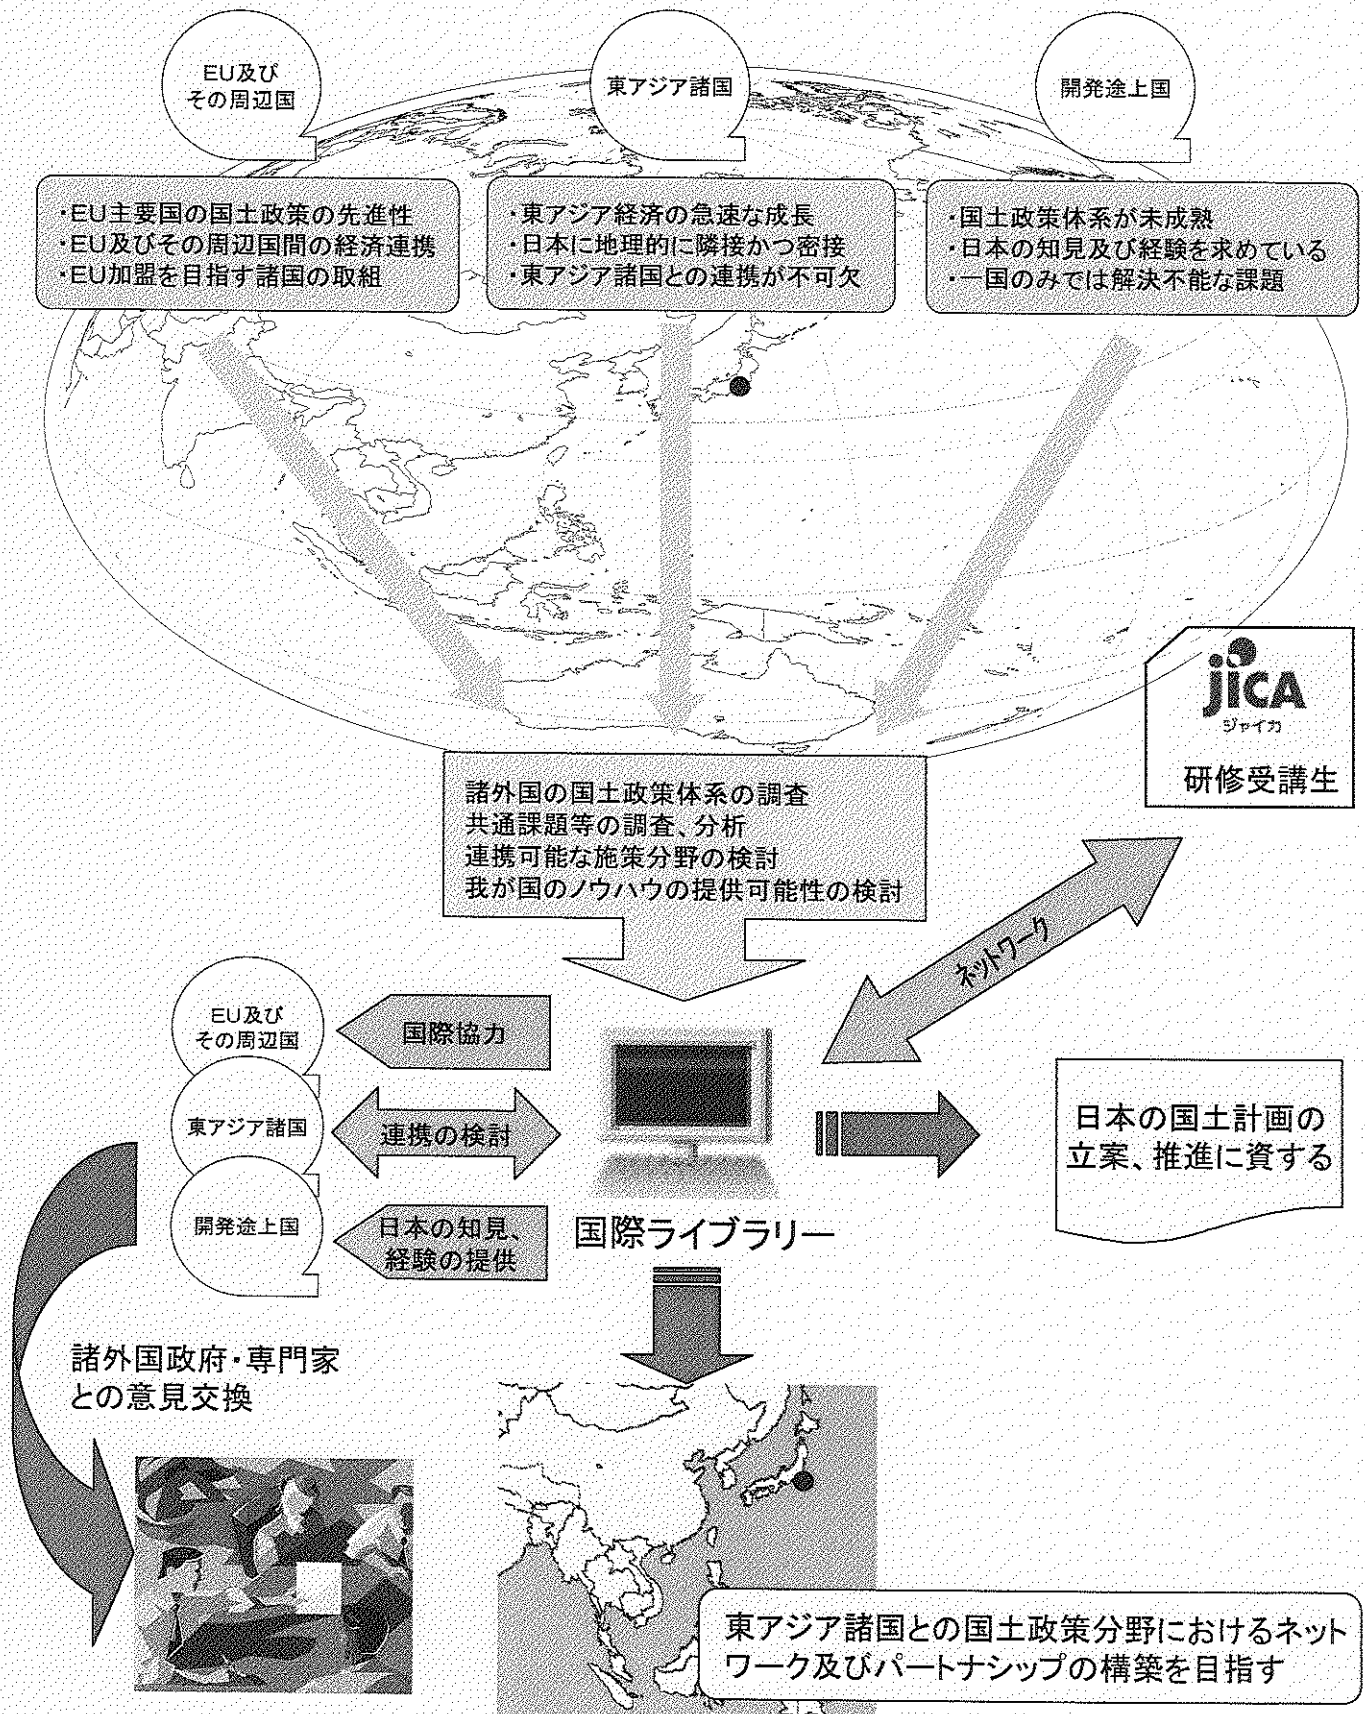 EU及び
その周辺国
東アジア諸国
開発途上国
・EU主要国の国土政策の先進性
・EU及びその周辺国間の経済連携
・EU加盟を目指す諸国の取組
・東アジア経済の急速な成長
・日本に地理的に隣接かつ密接
・東アジア諸国との連携が不可欠
・国土政策体系が未成熟
・日本の知見及び経験を求めている
・一国のみでは解決不能な課題
jICA
ジャイカ
研修受講生
諸外国の国土政策体系の調査
共通課題等の調査、分析
連携可能な施策分野の検討
我が国のノウハウの提供可能性の検討
ネットワーク
EU及び
その周辺国
国際協力
東アジア諸国
連携の検討
開発途上国
日本の知見、
経験の提供
国際ライブラリー
日本の国土計画の
立案、推進に資する
諸外国政府・専門家
との意見交換
東アジア諸国との国土政策分野におけるネット
ワーク及びパートナシップの構築を目指す